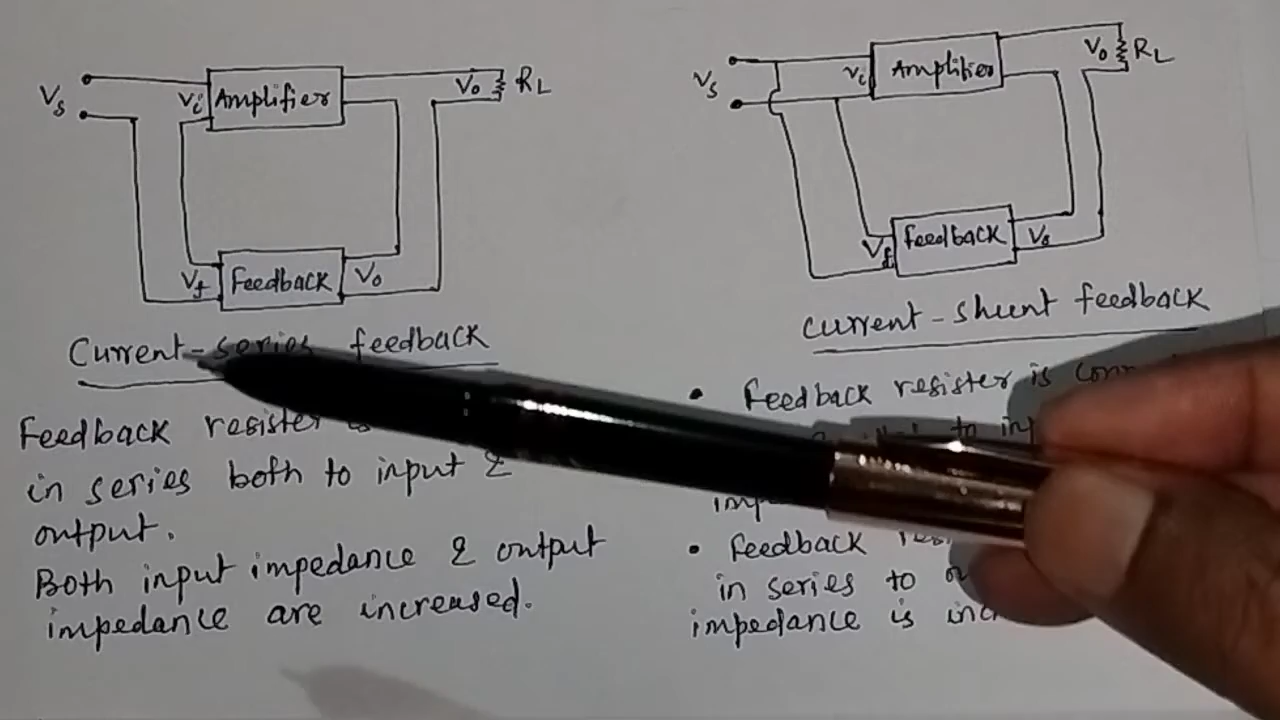 Vs
Vi
Amplifier
Vo
RL
Vf
Feedback
Vo
Current-series feedback
Feedback resister
in series both to input &
output.
Both input impedance & output
impedance are increased.
Vs
Vi
Amplifier
Vo
RL
Vf
feedback
Current-shunt feedback
• Feedback resister is
to
• Feedback
in series to
impedance is